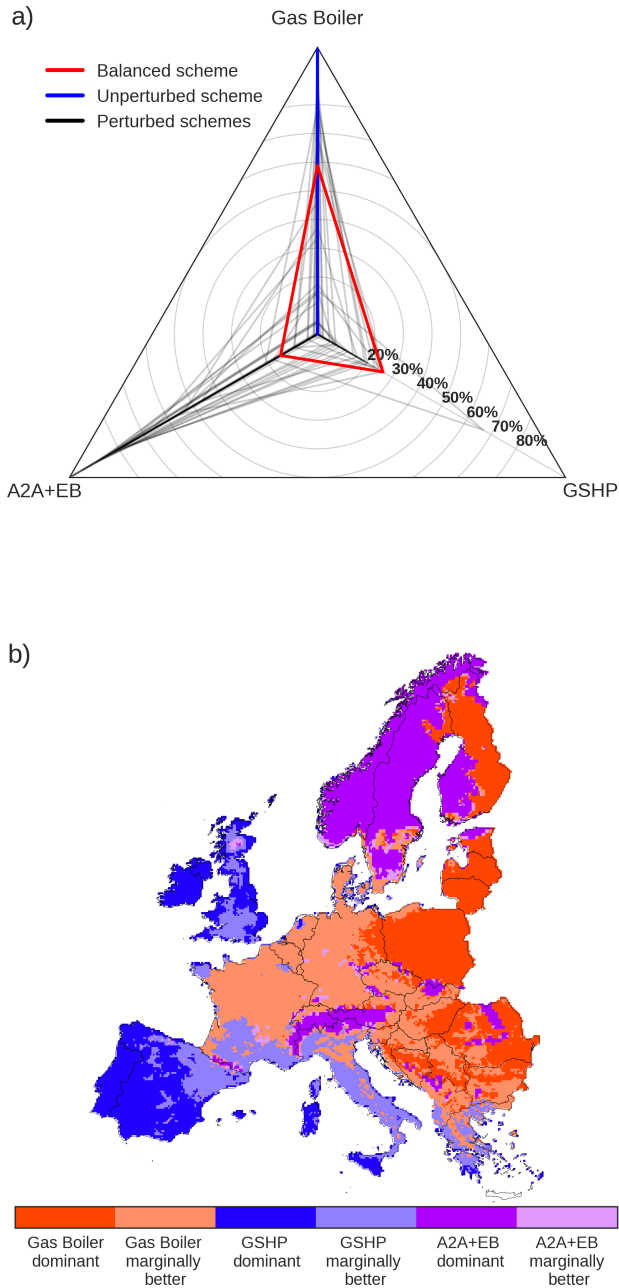 a)
Gas Boiler
Balanced scheme
Unperturbed scheme
Perturbed schemes
20%
30%
40%
50%
60%
70%
80%
A2A+EB
GSHP
b)
Gas Boiler dominant
Gas Boiler marginally better
GSHP dominant
GSHP marginally better
A2A+EB dominant
A2A+EB marginally better